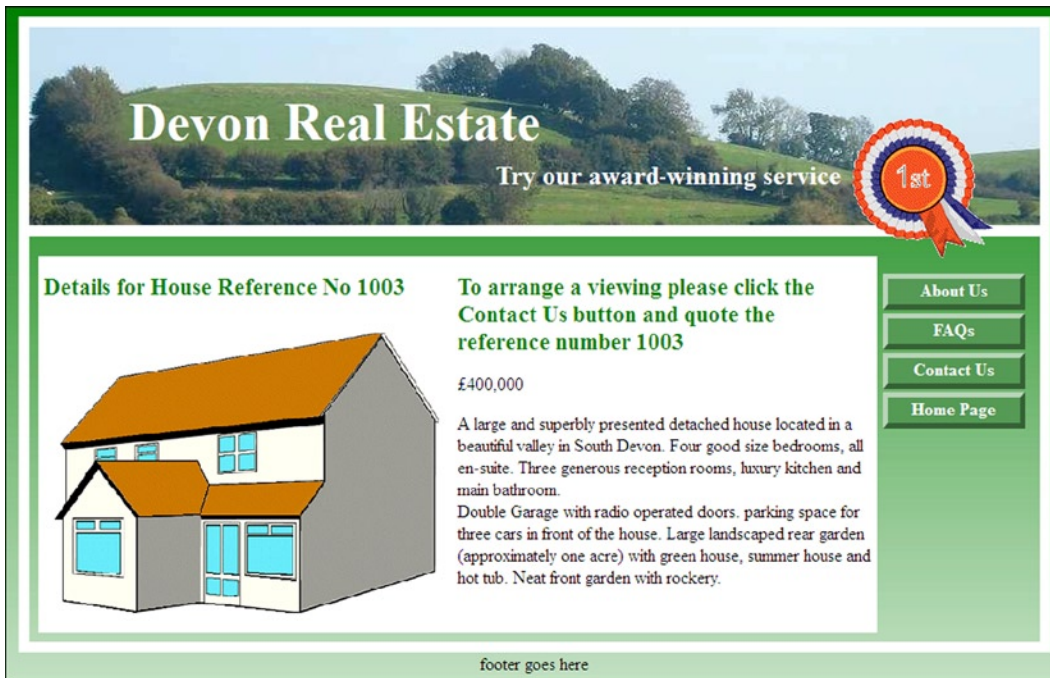 Devon Real Estate
Try our award-winning service
1st
Details for House Reference No 1003
To arrange a viewing please click the
Contact Us button and quote the
reference number 1003
£400,000
A large and superbly presented detached house located in a
beautiful valley in South Devon. Four good size bedrooms, all
en-suite. Three generous reception rooms, luxury kitchen and
main bathroom.
Double Garage with radio operated doors. parking space for
three cars in front of the house. Large landscaped rear garden
(approximately one acre) with green house, summer house and
hot tub. Neat front garden with rockery.
About Us
FAQs
Contact Us
Home Page
footer goes here